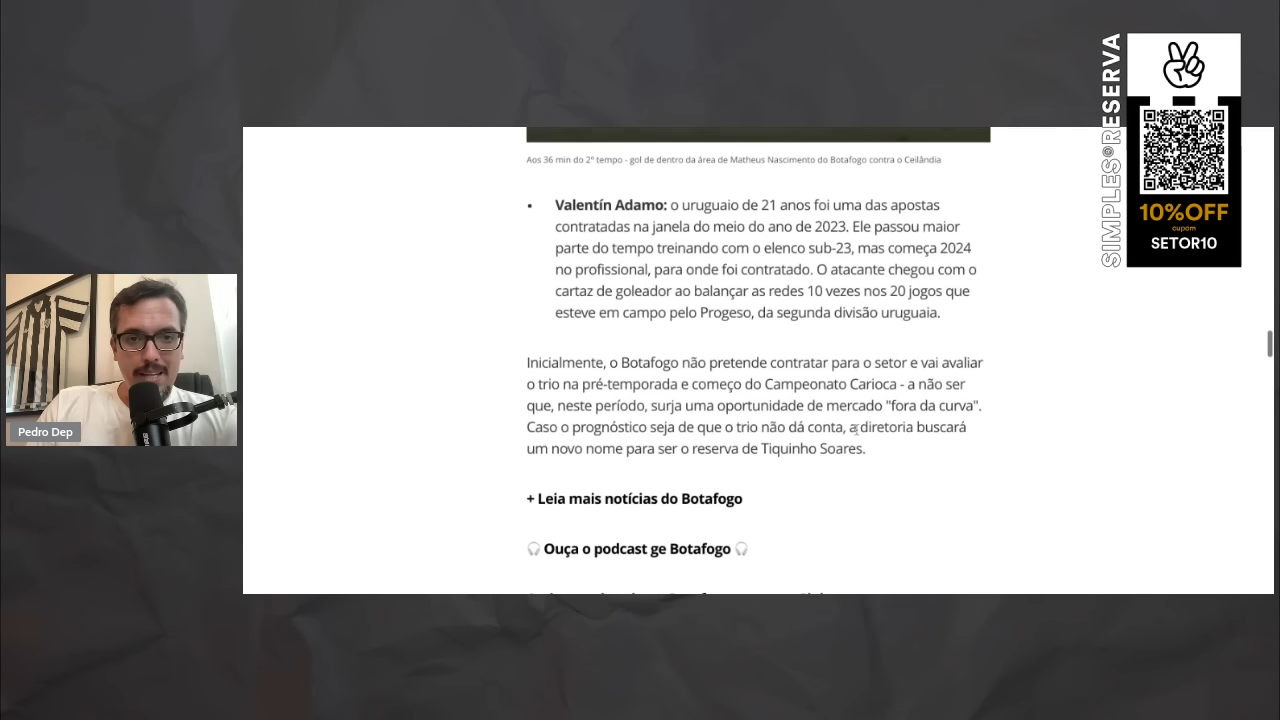 Aos 36 min do 2º tempo - gol de dentro da área de Matheus Nascimento do Botafogo contra o Ceilândia
• Valentín Adamo: o uruguaio de 21 anos foi uma das apostas
contratadas na janela do meio do ano de 2023. Ele passou maior
parte do tempo treinando com o elenco sub-23, mas começa 2024
no profissional, para onde foi contratado. O atacante chegou com o
cartaz de goleador ao balançar as redes 10 vezes nos 20 jogos que
esteve em campo pelo Progeso, da segunda divisão uruguaia.
Inicialmente, o Botafogo não pretende contratar para o setor e vai avaliar
o trio na pré-temporada e começo do Campeonato Carioca - a não ser
que, neste período, surja uma oportunidade de mercado "fora da curva".
Caso o prognóstico seja de que o trio não dá conta, a diretoria buscará
um novo nome para ser o reserva de Tiquinho Soares.
+ Leia mais notícias do Botafogo
🎧 Ouça o podcast ge Botafogo 🎧
Pedro Dep
SIMPLES®RESERVA
10%OFF
cupom
SETOR10